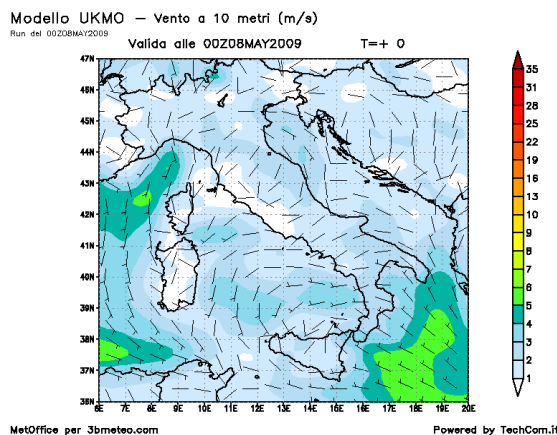 Modello UKMO – Vento a 10 metri (m/s)
Run del 00Z08MAY2009
Valida alle 00Z08MAY2009 T=+ 0
47N
46N
45N
44N
43N
42N
41N
40N
39N
38N
37N
36N
6E 7E 8E 9E 10E 11E 12E 13E 14E 15E 16E 17E 18E 19E 20E
35
31
28
25
22
19
16
13
10
9
8
7
6
5
4
3
2
1
MetOffice per 3bmeteo.com Powered by TechCom.it